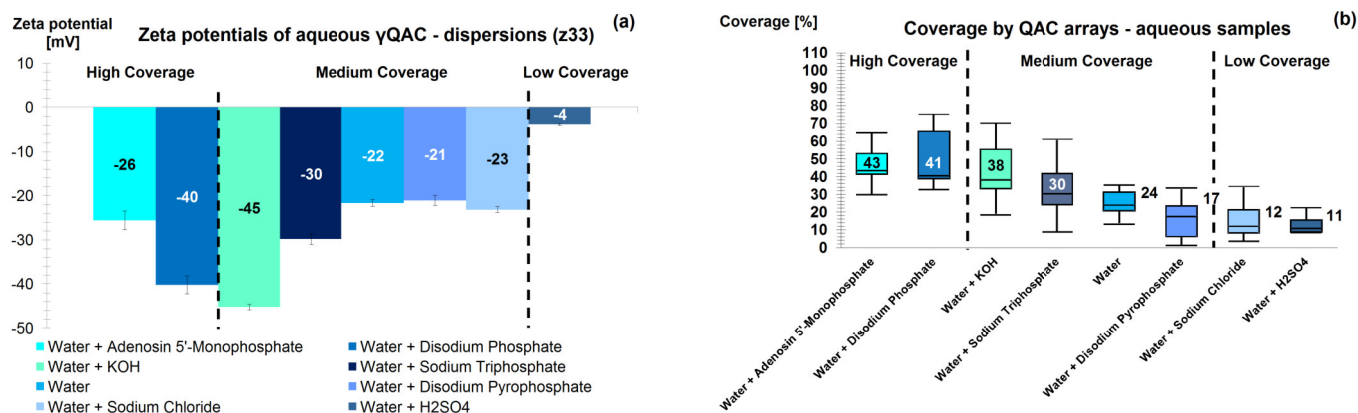 Zeta potential
[mV]
Zeta potentials of aqueous γQAC - dispersions (z33)
(a)
High Coverage
Medium Coverage
Low Coverage
10
0
-10
-20
-30
-40
-50
-26
-40
-45
-30
-22
-21
-23
-4
Water + Adenosin 5'-Monophosphate
Water + Disodium Phosphate
Water + KOH
Water + Sodium Triphosphate
Water
Water + Disodium Pyrophosphate
Water + Sodium Chloride
Water + H2SO4
Coverage [%]
Coverage by QAC arrays - aqueous samples
(b)
High Coverage
Medium Coverage
Low Coverage
110
100
90
80
70
60
50
40
30
20
10
0
43
41
38
30
24
17
12
11
Water + Adenosin 5'-Monophosphate
Water + Disodium Phosphate
Water + KOH
Water + Sodium Triphosphate
Water
Water + Disodium Pyrophosphate
Water + Sodium Chloride
Water + H2SO4